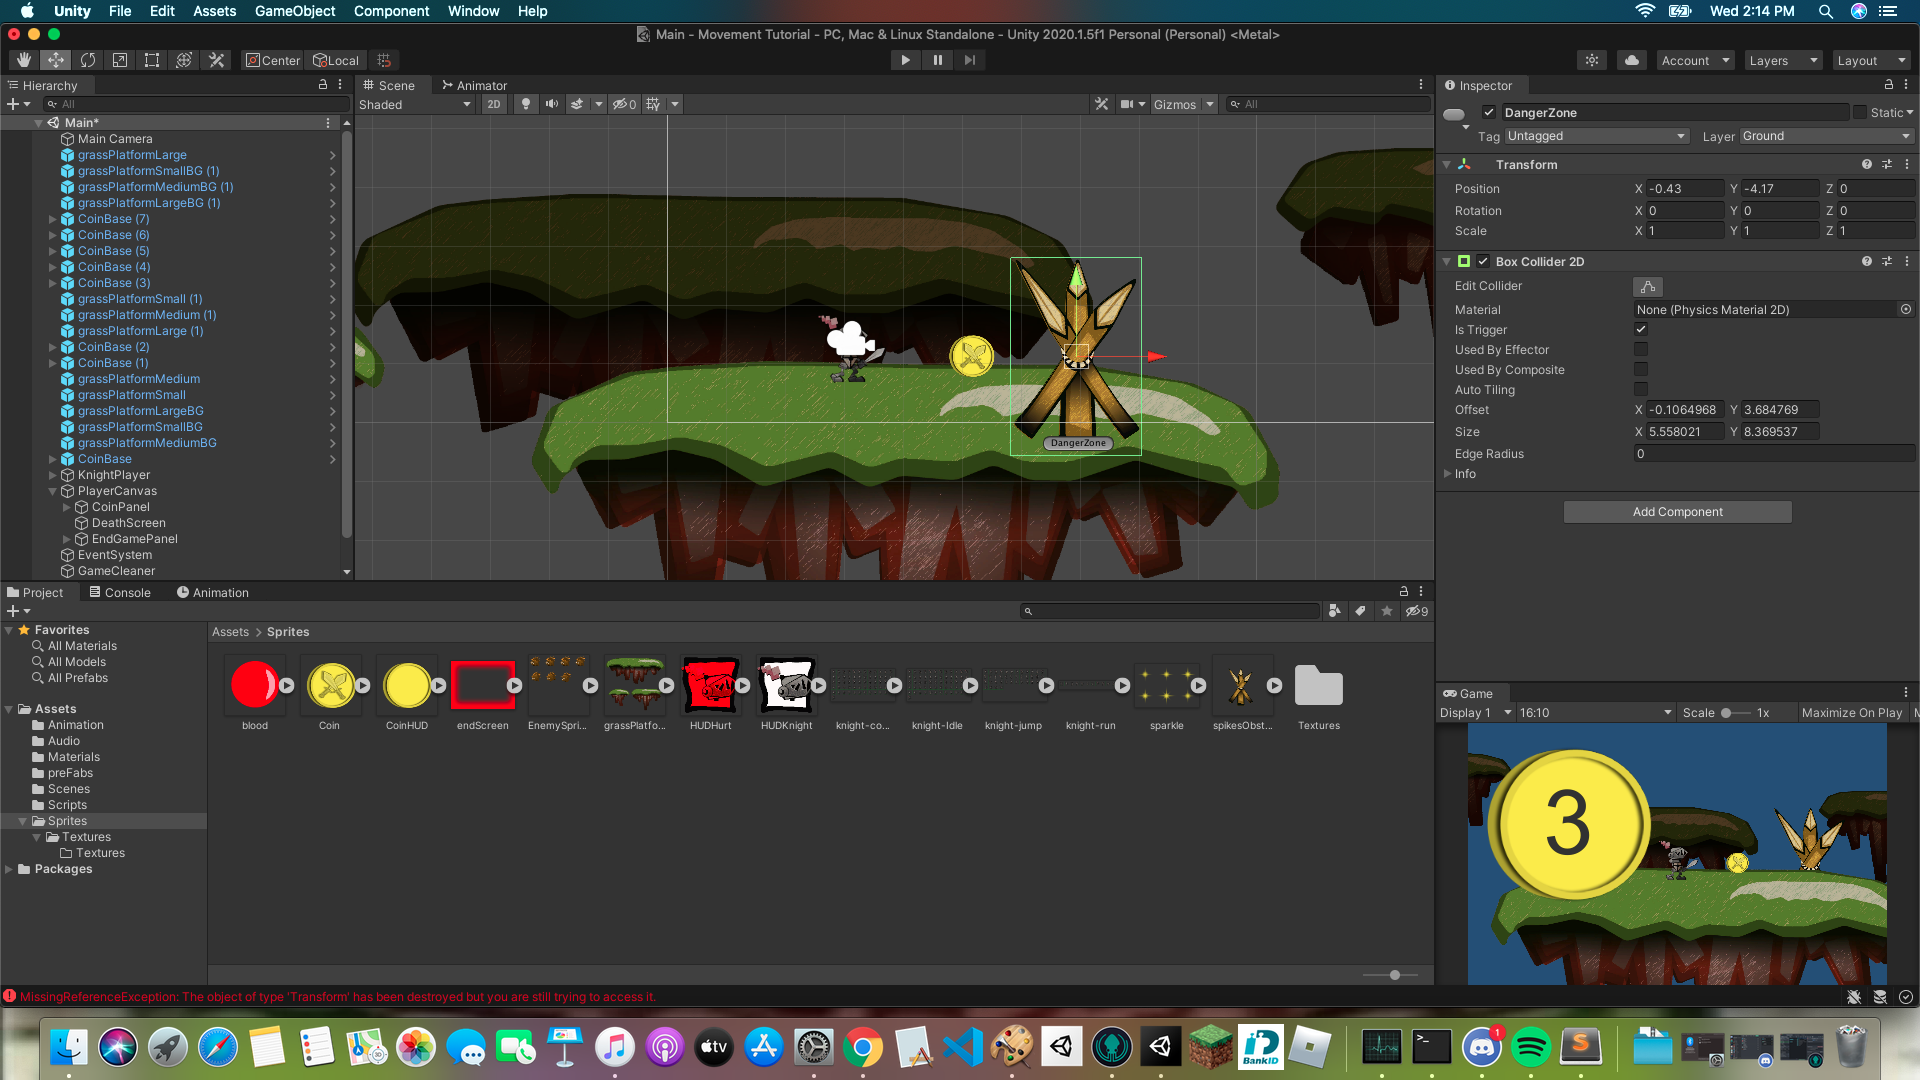 Unity File Edit Assets GameObject Component Window Help Wed 2:14 PM
Main - Movement Tutorial - PC, Mac & Linux Standalone - Unity 2020.1.5f1 Personal (Personal) <Metal>
Center Local Account Layers Layout
Hierarchy
All
Main*
Main Camera
grassPlatformLarge
grassPlatformSmallBG (1)
grassPlatformMediumBG (1)
grassPlatformLargeBG (1)
CoinBase (7)
CoinBase (6)
CoinBase (5)
CoinBase (4)
CoinBase (3)
grassPlatformSmall (1)
grassPlatformMedium (1)
grassPlatformLarge (1)
CoinBase (2)
CoinBase (1)
grassPlatformMedium
grassPlatformSmall
grassPlatformLargeBG
grassPlatformSmallBG
grassPlatformMediumBG
CoinBase
KnightPlayer
PlayerCanvas
CoinPanel
DeathScreen
EndGamePanel
EventSystem
GameCleaner
Scene Animator
Shaded 2D 0 Gizmos All
DangerZone
Inspector
DangerZone Static
Tag Untagged Layer Ground
Transform
Position X -0.43 Y -4.17 Z 0
Rotation X 0 Y 0 Z 0
Scale X 1 Y 1 Z 1
Box Collider 2D
Edit Collider
Material None (Physics Material 2D)
Is Trigger
Used By Effector
Used By Composite
Auto Tiling
Offset X -0.1064968 Y 3.684769
Size X 5.558021 Y 8.369537
Edge Radius 0
Info
Add Component
Project Console Animation
9
Favorites
All Materials
All Models
All Prefabs
Assets
Animation
Audio
Materials
preFabs
Scenes
Scripts
Sprites
Textures
Textures
Packages
Assets > Sprites
blood Coin CoinHUD endScreen EnemySpri... grassPlatfo... HUDHurt HUDKnight knight-co... knight-Idle knight-jump knight-run sparkle spikesObst... Textures
Game
Display 1 16:10 Scale 1x Maximize On Play M
3
MissingReferenceException: The object of type 'Transform' has been destroyed but you are still trying to access it.
tv
BankID
1
S